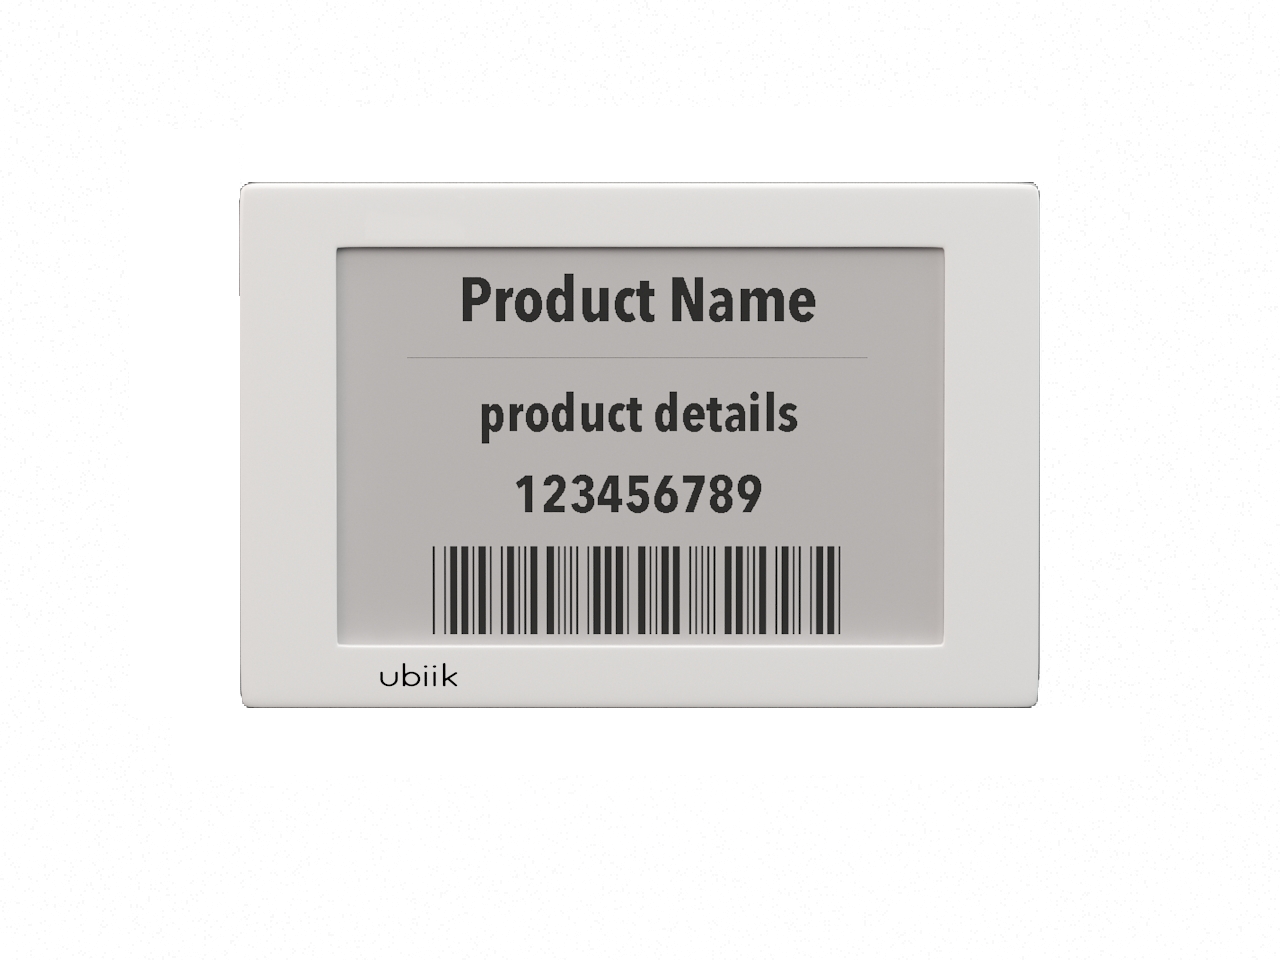 Product Name
product details
123456789
ubiik